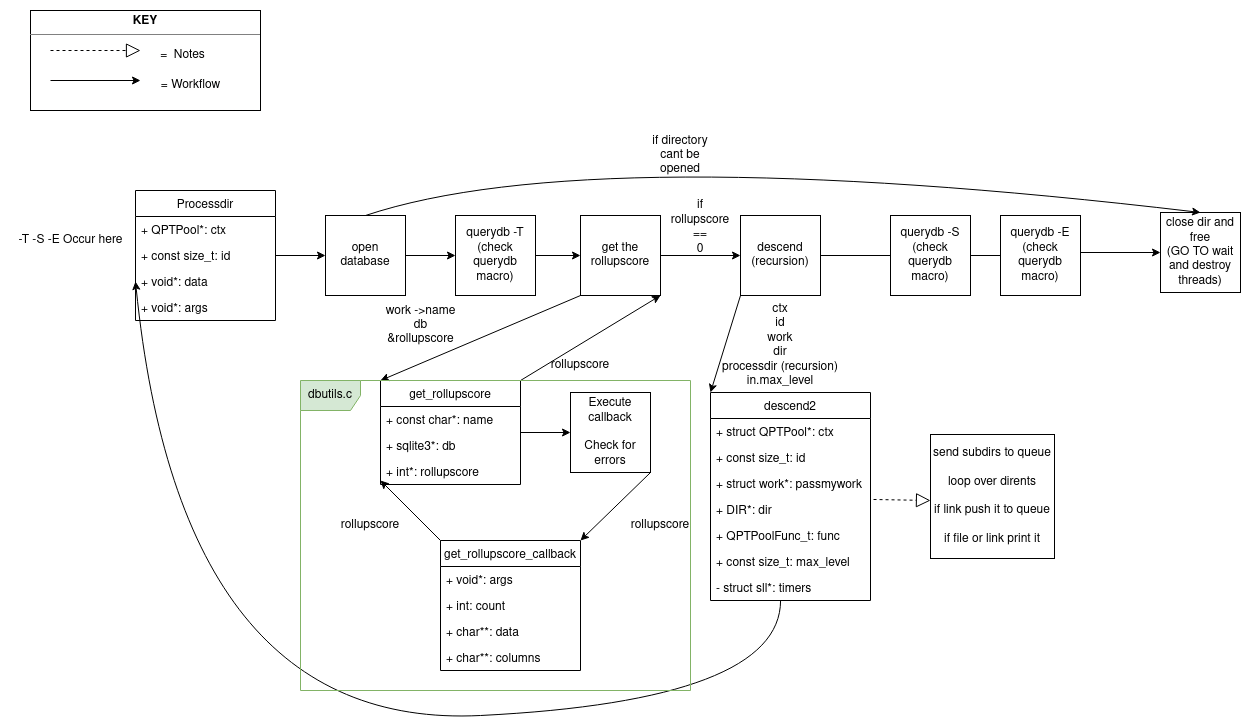 KEY
= Notes
= Workflow
if directory
cant be
opened
-T -S -E Occur here
Processdir
+ QPTPool*: ctx
+ const size_t: id
+ void*: data
+ void*: args
open
database
querydb -T
(check
querydb
macro)
get the
rollupscore
if
rollupscore
==
0
descend
(recursion)
querydb -S
(check
querydb
macro)
querydb -E
(check
querydb
macro)
close dir and
free
(GO TO wait
and destroy
threads)
work ->name
db
&rollupscore
rollupscore
ctx
id
work
dir
processdir (recursion)
in.max_level
dbutils.c
get_rollupscore
+ const char*: name
+ sqlite3*: db
+ int*: rollupscore
Execute
callback
Check for
errors
rollupscore
rollupscore
get_rollupscore_callback
+ void*: args
+ int: count
+ char**: data
+ char**: columns
descend2
+ struct QPTPool*: ctx
+ const size_t: id
+ struct work*: passmywork
+ DIR*: dir
+ QPTPoolFunc_t: func
+ const size_t: max_level
- struct sll*: timers
send subdirs to queue
loop over dirents
if link push it to queue
if file or link print it